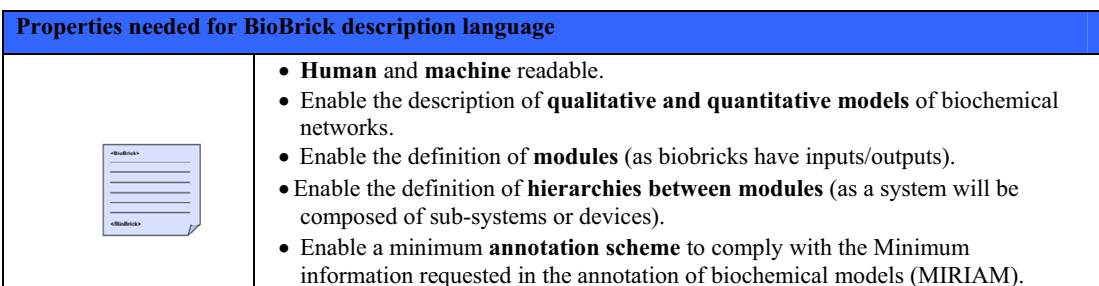 Properties needed for BioBrick description language
<BioBrick>
</BioBrick>
• Human and machine readable.
• Enable the description of qualitative and quantitative models of biochemical
networks.
• Enable the definition of modules (as biobricks have inputs/outputs).
• Enable the definition of hierarchies between modules (as a system will be
composed of sub-systems or devices).
• Enable a minimum annotation scheme to comply with the Minimum
information requested in the annotation of biochemical models (MIRIAM).